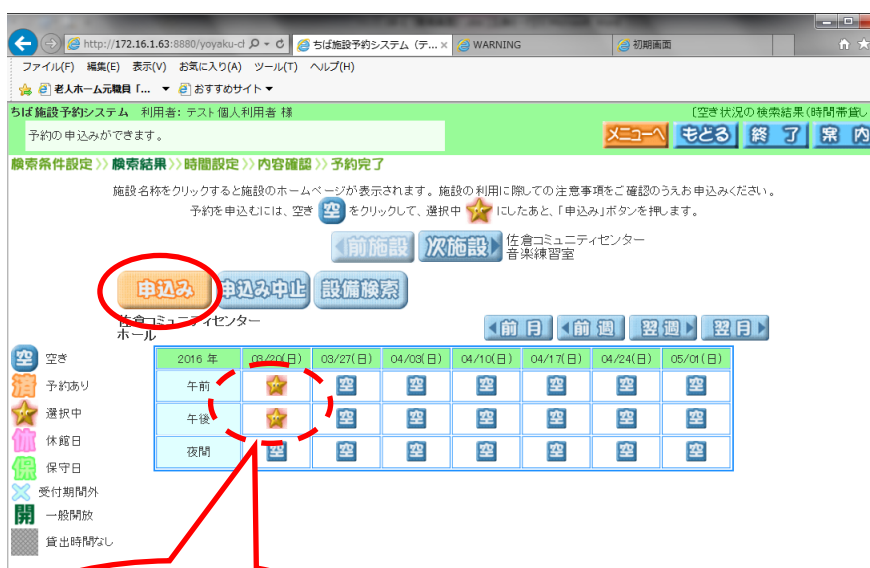 http://172.16.1.63:8880/yoyaku-cl
ちば施設予約システム（テ...
WARNING
初期画面
ファイル(F) 編集(E) 表示(V) お気に入り(A) ツール(T) ヘルプ(H)
老人ホーム元職員「...
おすすめサイト
ちば施設予約システム 利用者: テスト個人利用者 様
[空き状況の検索結果(時間帯貸し
予約の申込みができます。
メニューへ もどる 終了 案内
検索条件設定>>検索結果>>時間設定>>内容確認>>予約完了
施設名称をクリックすると施設のホームページが表示されます。施設の利用に際しての注意事項をご確認のうえお申込みください。
予約を申込むには、空き 空 をクリックして、選択中 にしたあと、「申込み」ボタンを押します。
前施設 次施設 佐倉コミュニティセンター
音楽練習室
申込み 申込み中止 設備検索
佐倉コミュニティセンター
ホール
前月 前週 翌週 翌月
2016 年 03/20(日) 03/27(日) 04/03(日) 04/10(日) 04/17(日) 04/24(日) 05/01(日)
午前 空 空 空 空 空 空
午後 空 空 空 空 空 空
夜間 空 空 空 空 空 空 空
空 空き
済 予約あり
選択中
休 休館日
保 保守日
受付期間外
開 一般開放
貸出時間なし